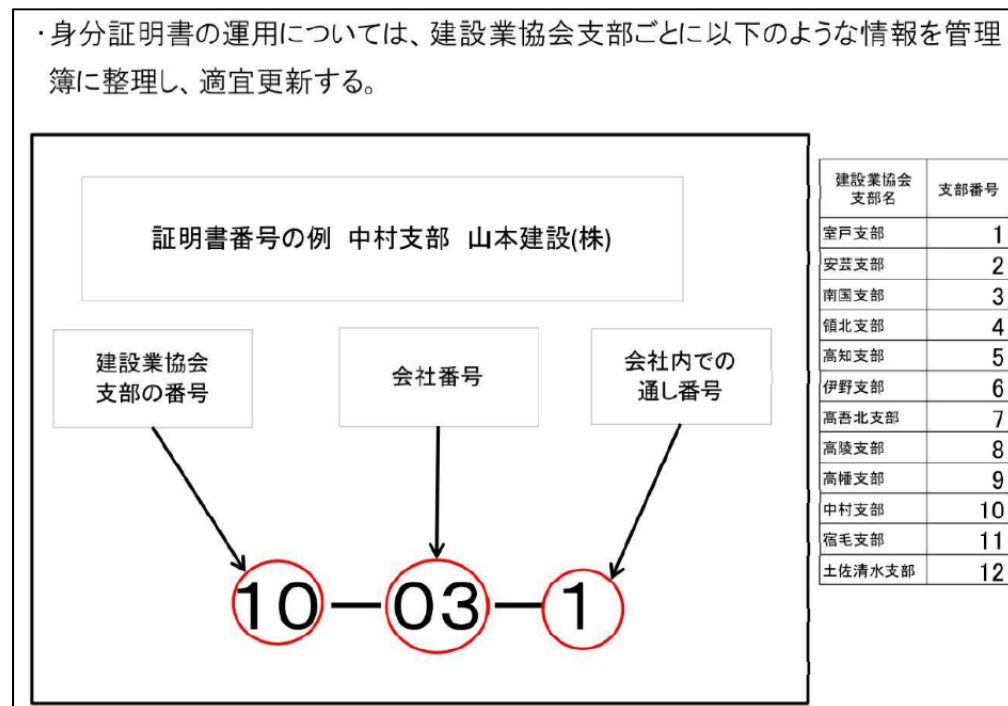 ・身分証明書の運用については、建設業協会支部ごとに以下のような情報を管理
簿に整理し、適宜更新する。
証明書番号の例 中村支部 山本建設(株)
建設業協会
支部の番号
会社番号
会社内での
通し番号
10－03－1
建設業協会
支部名 支部番号
室戸支部 1
安芸支部 2
南国支部 3
領北支部 4
高知支部 5
伊野支部 6
高吾北支部 7
高陵支部 8
高幡支部 9
中村支部 10
宿毛支部 11
土佐清水支部 12